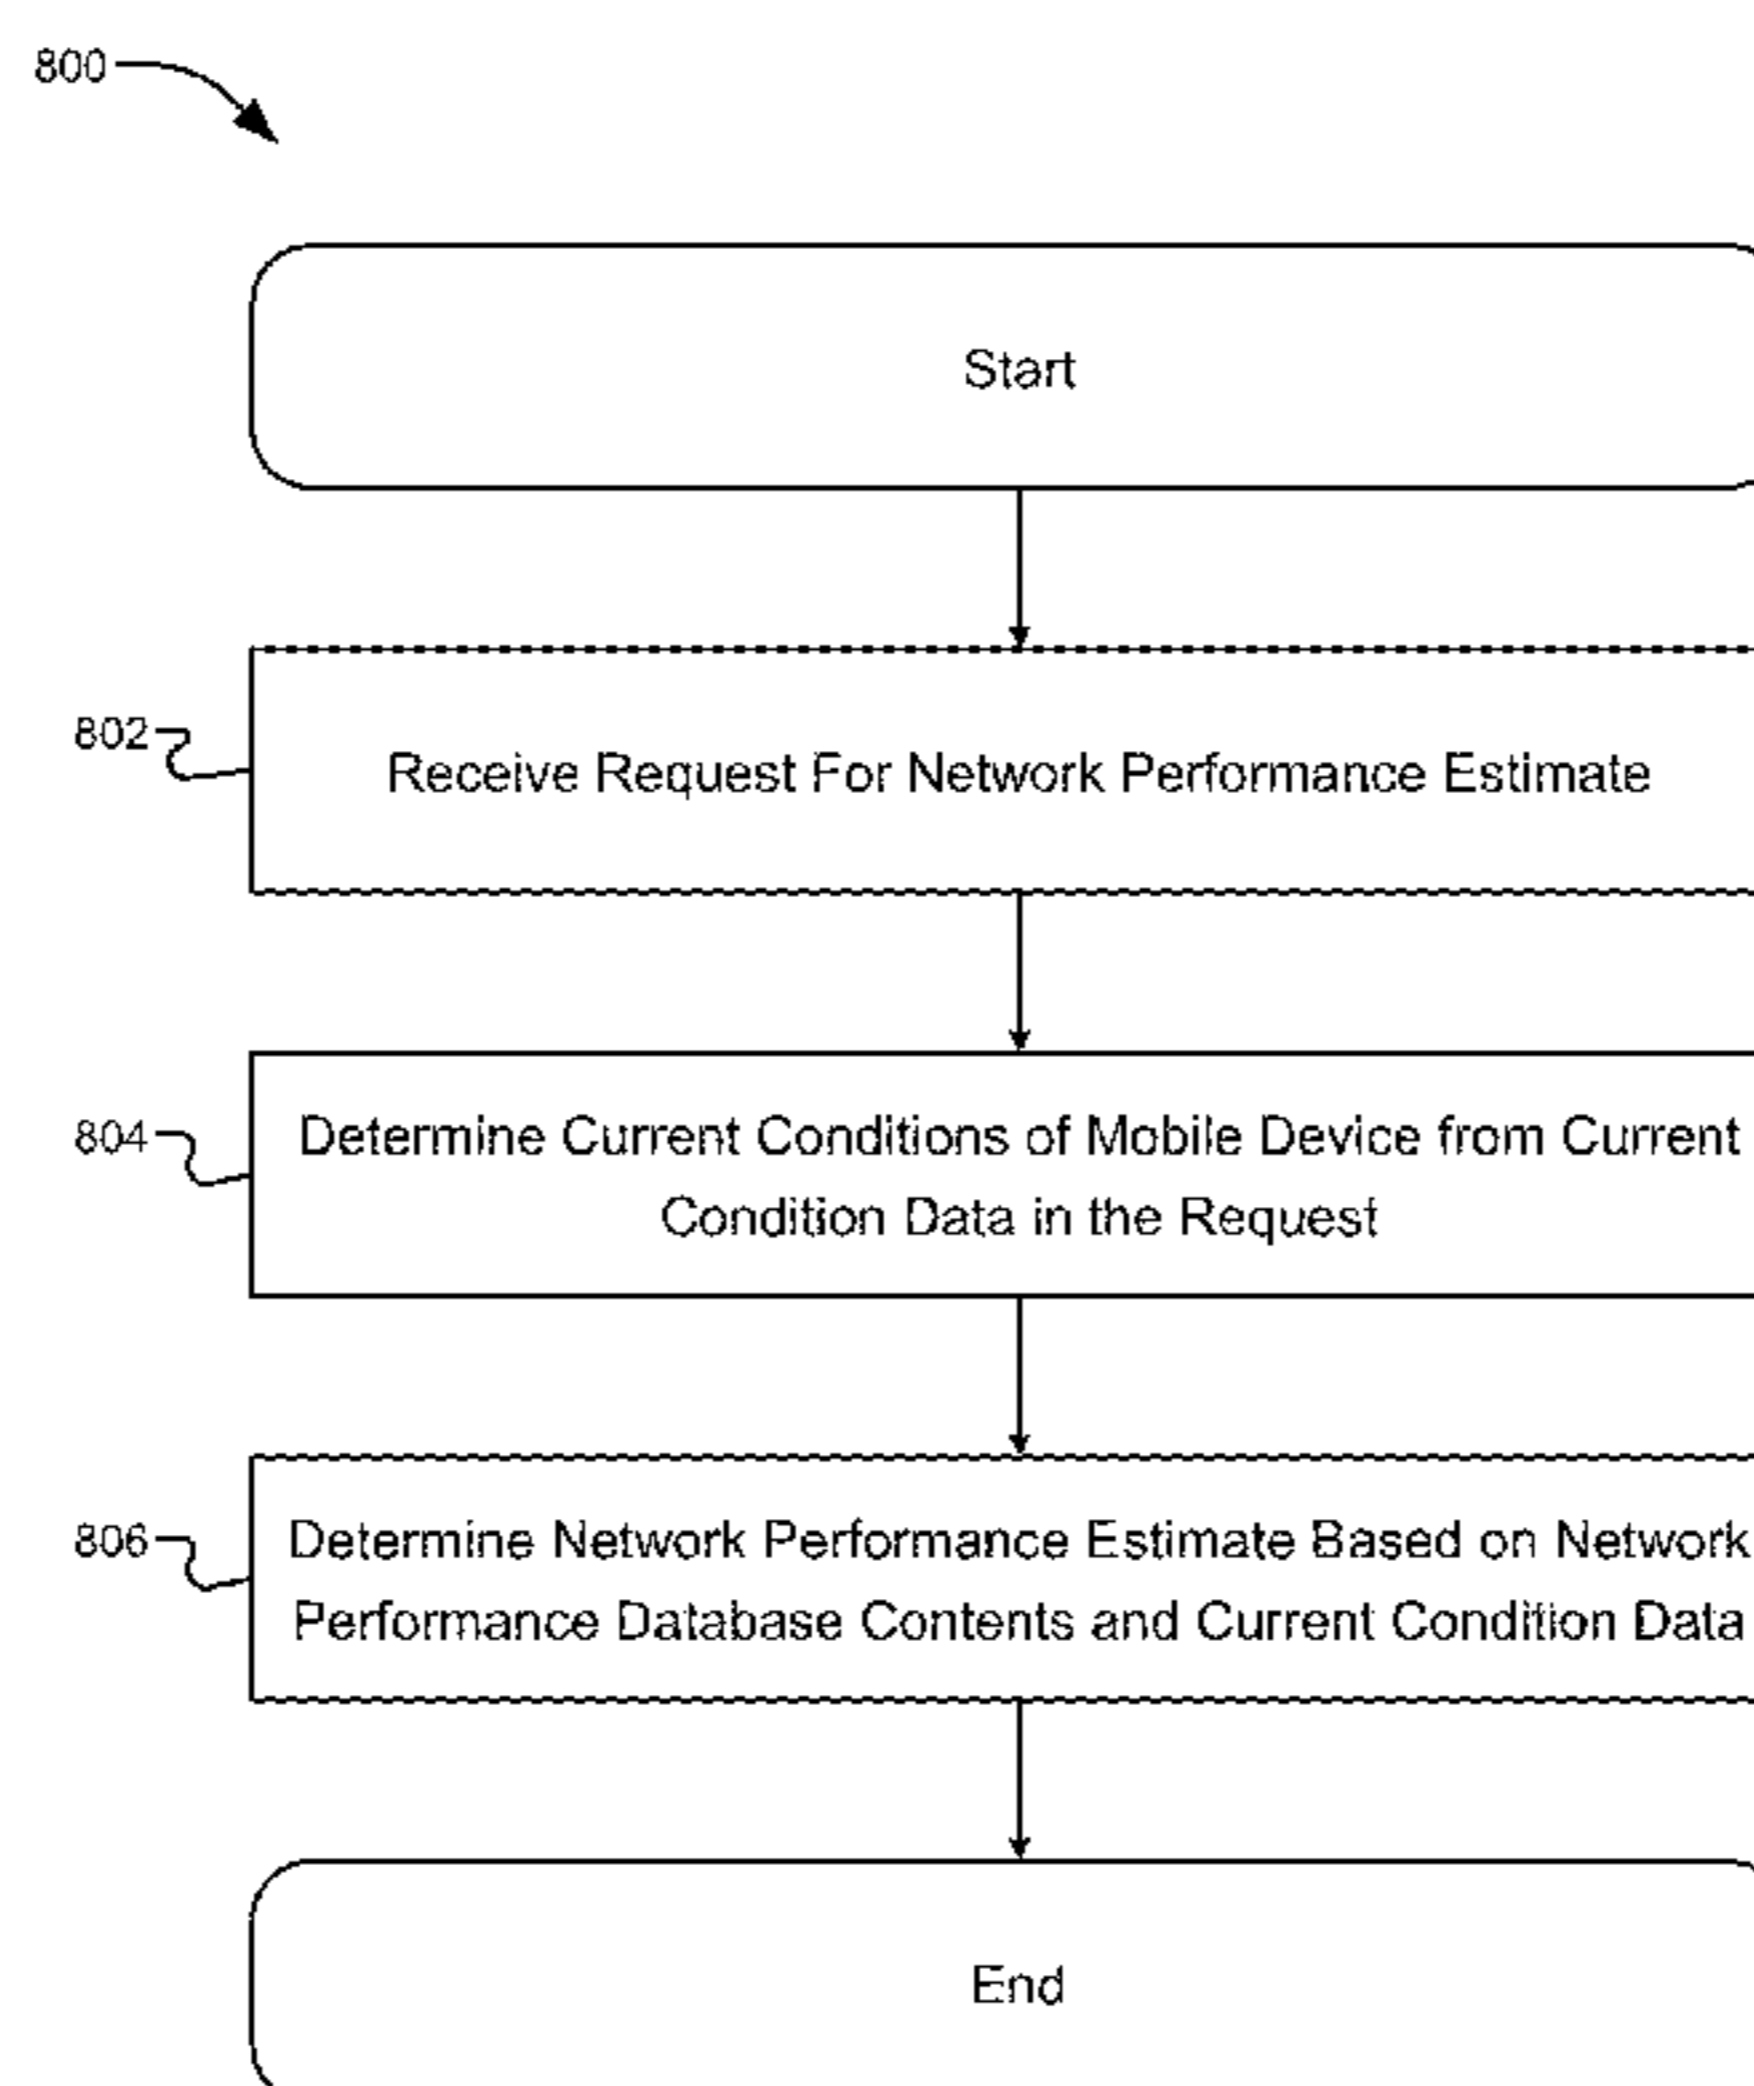 800
Start
802
Receive Request For Network Performance Estimate
804
Determine Current Conditions of Mobile Device from Current
Condition Data in the Request
806
Determine Network Performance Estimate Based on Network
Performance Database Contents and Current Condition Data
End